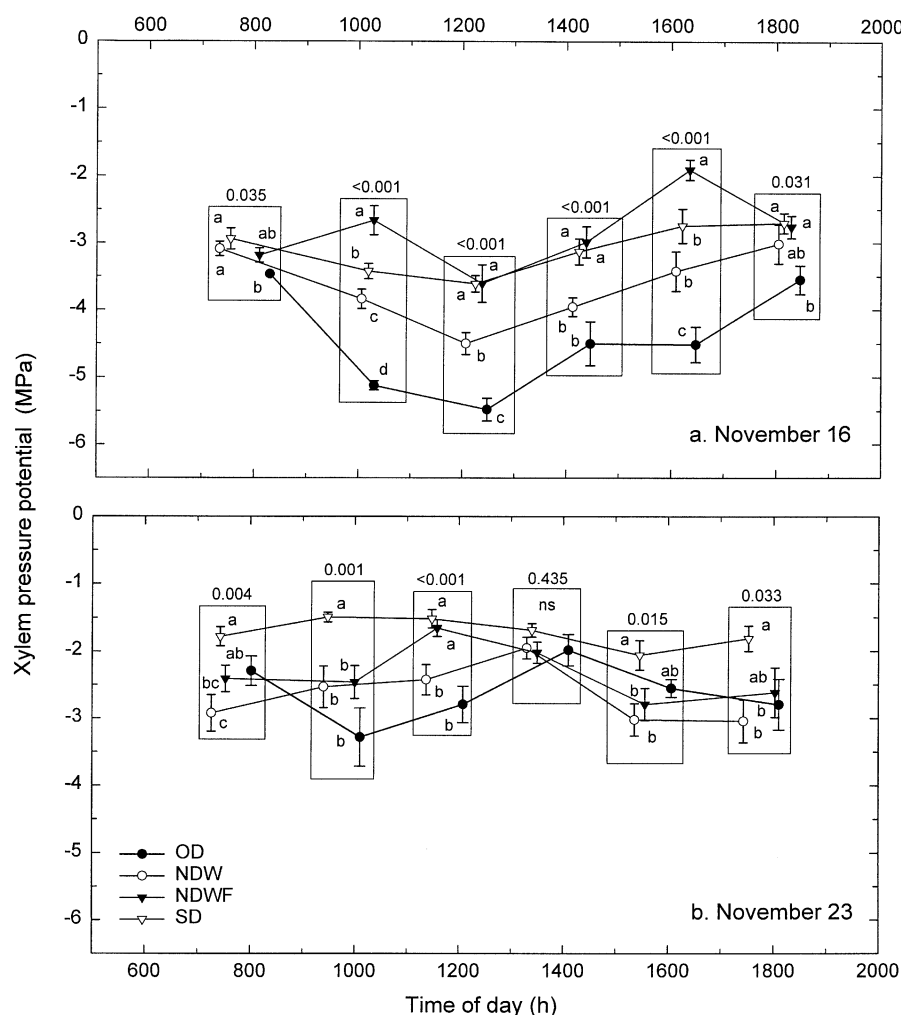 600 800 1000 1200 1400 1600 1800 2000
0
-1
-2
-3
-4
-5
-6
0.035
<0.001
<0.001
<0.001
<0.001
0.031
a ab a b
a b c d
a a b c
a a b b
a b b c
a a ab b
a. November 16
Xylem pressure potential (MPa)
0
-1
-2
-3
-4
-5
-6
0.004
0.001
<0.001
0.435
0.015
0.033
a ab bc c
a b b b
a a b b
ns
a ab b b
a ab b b
OD
NDW
NDWF
SD
b. November 23
600 800 1000 1200 1400 1600 1800 2000
Time of day (h)